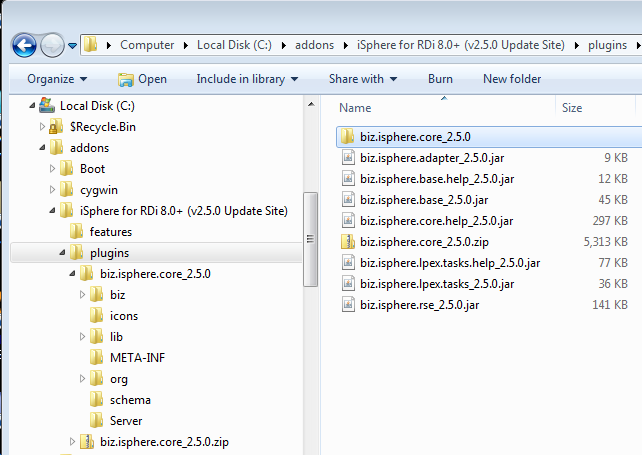 Computer Local Disk (C:) addons iSphere for RDi 8.0+ (v2.5.0 Update Site) plugins
Organize Open Include in library Share with Burn New folder
Local Disk (C:)
$Recycle.Bin
addons
Boot
cygwin
iSphere for RDi 8.0+ (v2.5.0 Update Site)
features
plugins
biz.isphere.core_2.5.0
biz
icons
lib
META-INF
org
schema
Server
biz.isphere.core_2.5.0.zip
Name Size
biz.isphere.core_2.5.0
biz.isphere.adapter_2.5.0.jar 9 KB
biz.isphere.base.help_2.5.0.jar 12 KB
biz.isphere.base_2.5.0.jar 45 KB
biz.isphere.core.help_2.5.0.jar 297 KB
biz.isphere.core_2.5.0.zip 5,313 KB
biz.isphere.lpex.tasks.help_2.5.0.jar 77 KB
biz.isphere.lpex.tasks_2.5.0.jar 36 KB
biz.isphere.rse_2.5.0.jar 141 KB